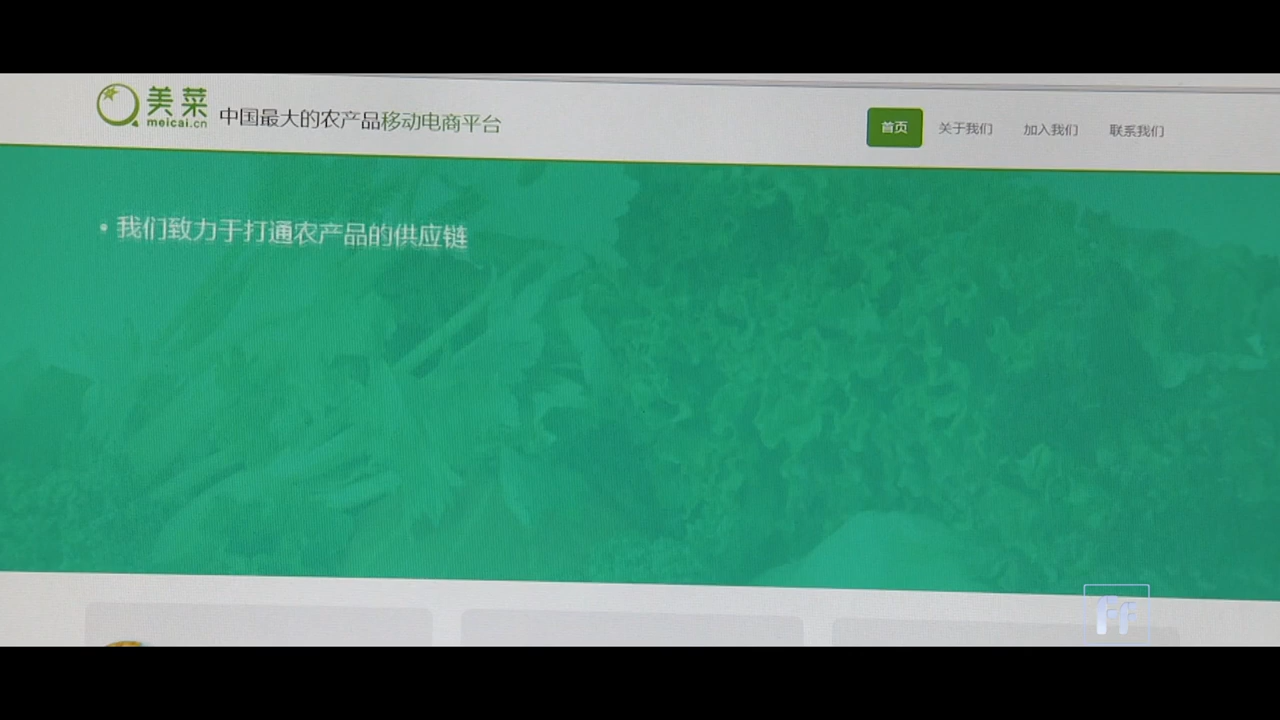 美菜
meicai.cn
中国最大的农产品移动电商平台
首页
关于我们
加入我们
联系我们
• 我们致力于打通农产品的供应链
ff